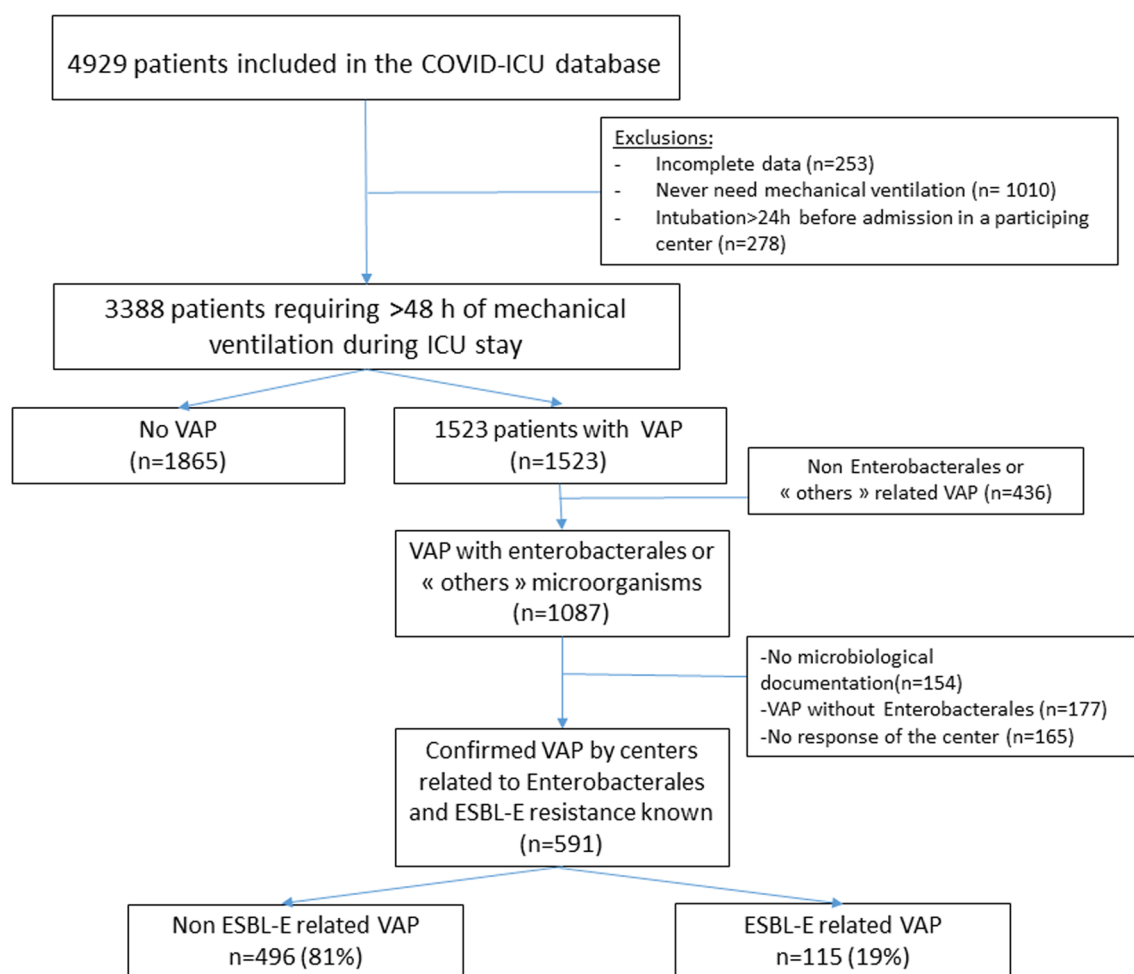 4929 patients included in the COVID-ICU database
Exclusions:
- Incomplete data (n=253)
- Never need mechanical ventilation (n= 1010)
- Intubation>24h before admission in a participing
center (n=278)
3388 patients requiring >48 h of mechanical
ventilation during ICU stay
No VAP
(n=1865)
1523 patients with VAP
(n=1523)
Non Enterobacterales or
« others » related VAP (n=436)
VAP with enterobacterales or
« others » microorganisms
(n=1087)
-No microbiological
documentation(n=154)
-VAP without Enterobacterales (n=177)
-No response of the center (n=165)
Confirmed VAP by centers
related to Enterobacterales
and ESBL-E resistance known
(n=591)
Non ESBL-E related VAP
n=496 (81%)
ESBL-E related VAP
n=115 (19%)